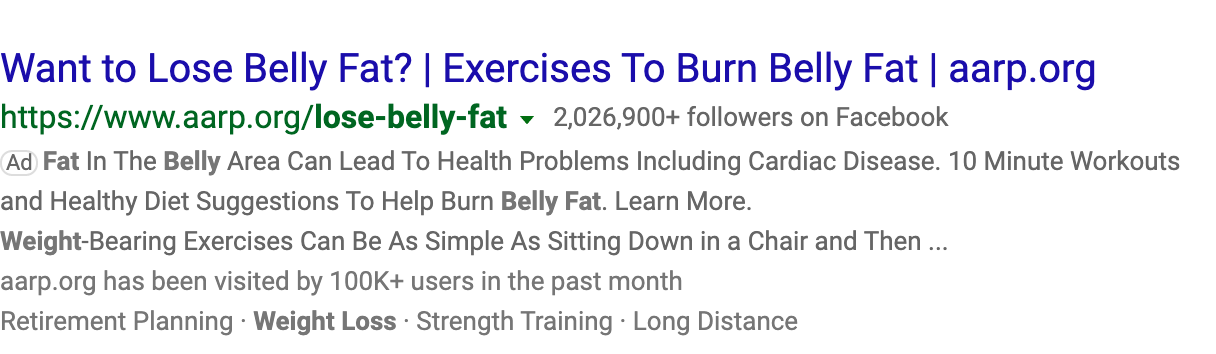 Want to Lose Belly Fat? | Exercises To Burn Belly Fat | aarp.org
https://www.aarp.org/lose-belly-fat 2,026,900+ followers on Facebook
Ad Fat In The Belly Area Can Lead To Health Problems Including Cardiac Disease. 10 Minute Workouts
and Healthy Diet Suggestions To Help Burn Belly Fat. Learn More.
Weight-Bearing Exercises Can Be As Simple As Sitting Down in a Chair and Then ...
aarp.org has been visited by 100K+ users in the past month
Retirement Planning · Weight Loss · Strength Training · Long Distance